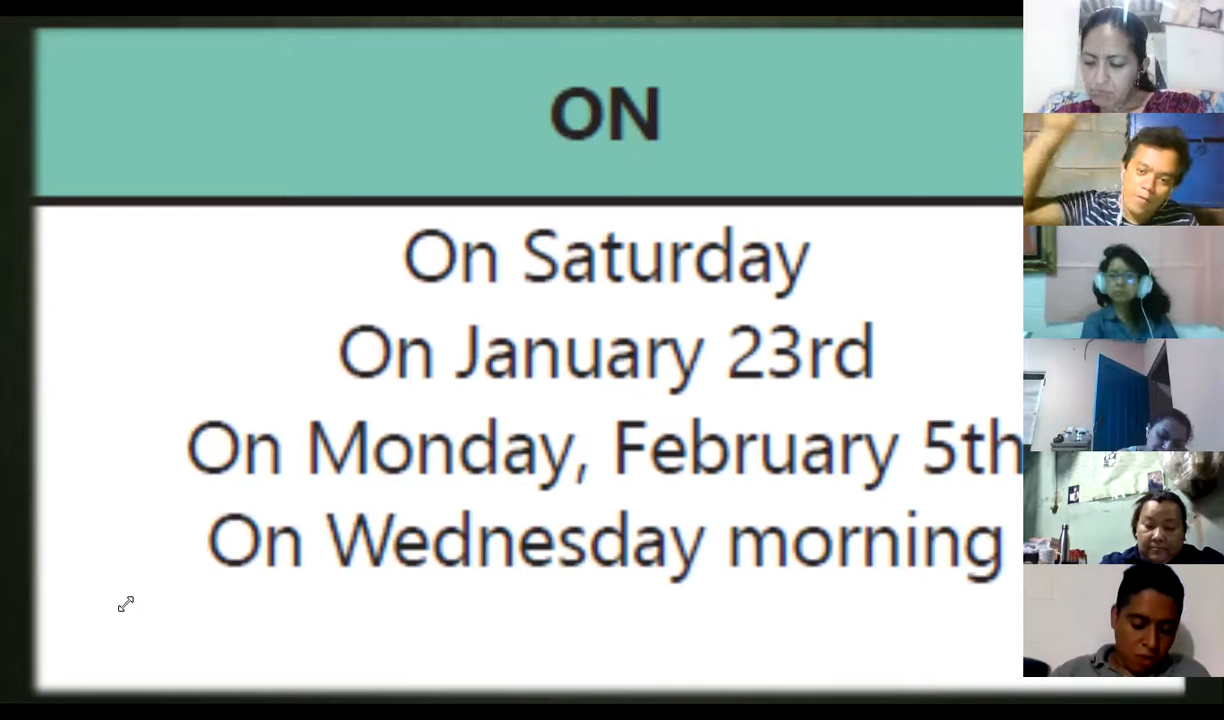 ON
On Saturday
On January 23rd
On Monday, February 5th
On Wednesday morning